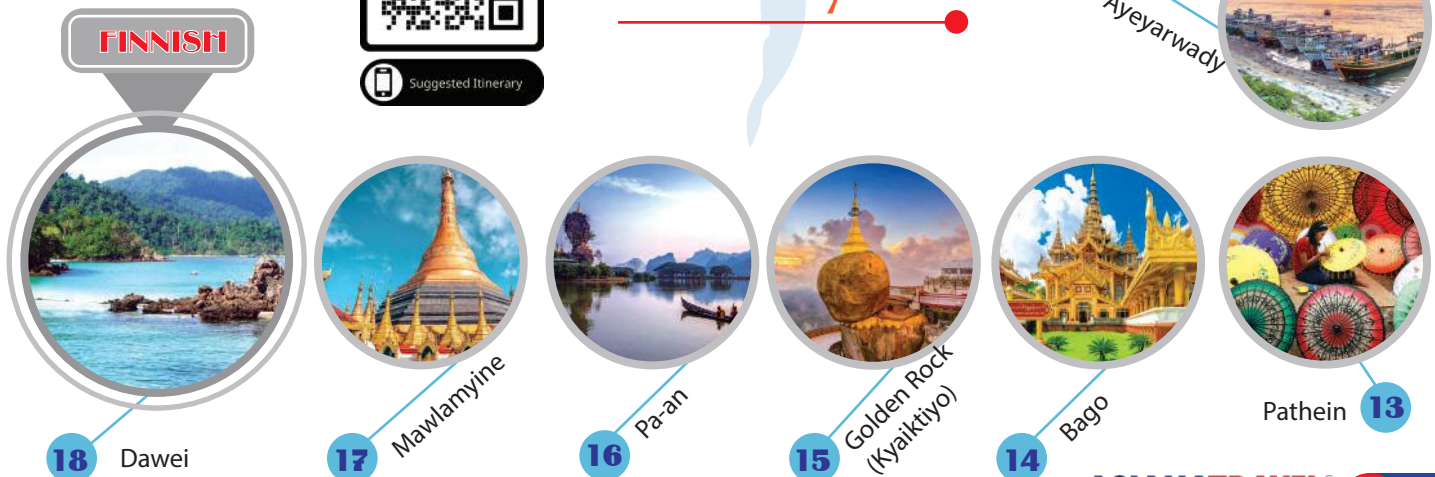 FINNISH
Suggested Itinerary
Ayeyarwady
18 Dawei
17 Mawlamyine
16 Pa-an
15 Golden Rock
(Kyaiktiyo)
14 Bago
Pathein 13